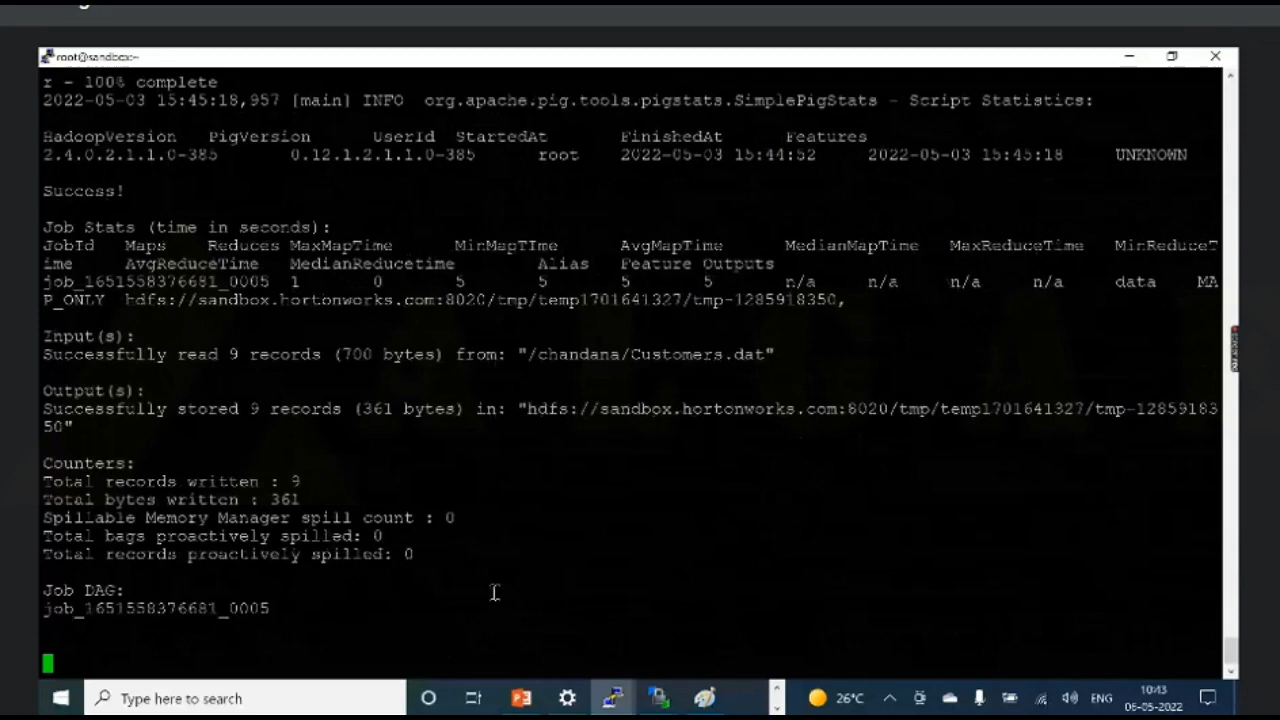 root@sandbox:~
r - 100% complete
2022-05-03 15:45:18,957 [main] INFO  org.apache.pig.tools.pigstats.SimplePigStats - Script Statistics:
HadoopVersion PigVersion UserId StartedAt FinishedAt Features
2.4.0.2.1.1.0-385 0.12.1.2.1.1.0-385 root 2022-05-03 15:44:52 2022-05-03 15:45:18 UNKNOWN
Success!
Job Stats (time in seconds):
JobId Maps Reduces MaxMapTime MinMapTIme AvgMapTime MedianMapTime MaxReduceTime MinReduceT
ime AvgReduceTime MedianReducetime Alias Feature Outputs
job_1651558376681_0005 1 0 5 5 5 5 n/a n/a n/a n/a data MA
P_ONLY hdfs://sandbox.hortonworks.com:8020/tmp/temp1701641327/tmp-1285918350,
Input(s):
Successfully read 9 records (700 bytes) from: "/chandana/Customers.dat"
Output(s):
Successfully stored 9 records (361 bytes) in: "hdfs://sandbox.hortonworks.com:8020/tmp/temp1701641327/tmp-12859183
50"
Counters:
Total records written : 9
Total bytes written : 361
Spillable Memory Manager spill count : 0
Total bags proactively spilled: 0
Total records proactively spilled: 0
Job DAG:
job_1651558376681_0005
Type here to search
26°C
ENG
10:43
06-05-2022